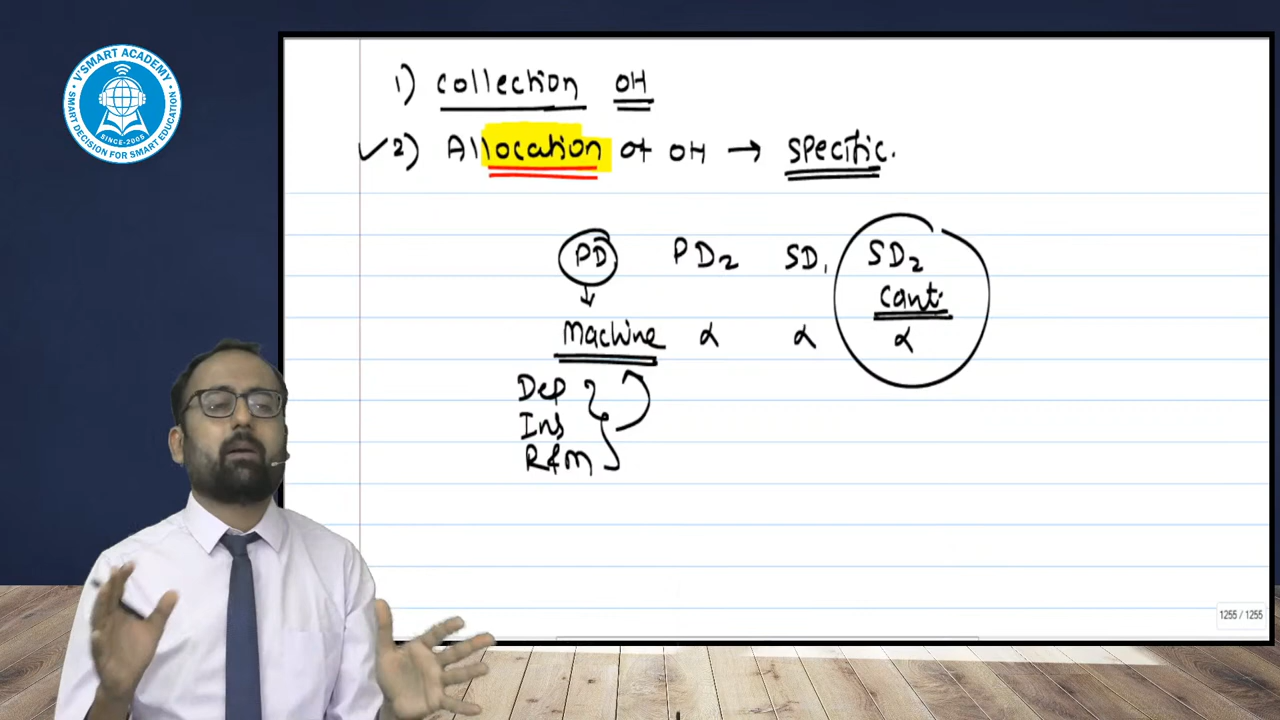 V'SMART ACADEMY
SINCE-2005
SMART DECISION FOR SMART EDUCATION
1) Collection OH
2) Allocation of OH → specific.
PD PD2 SD1 SD2
Cant.
Machine α α α
Dep
Ins
R&M
1255 / 1255